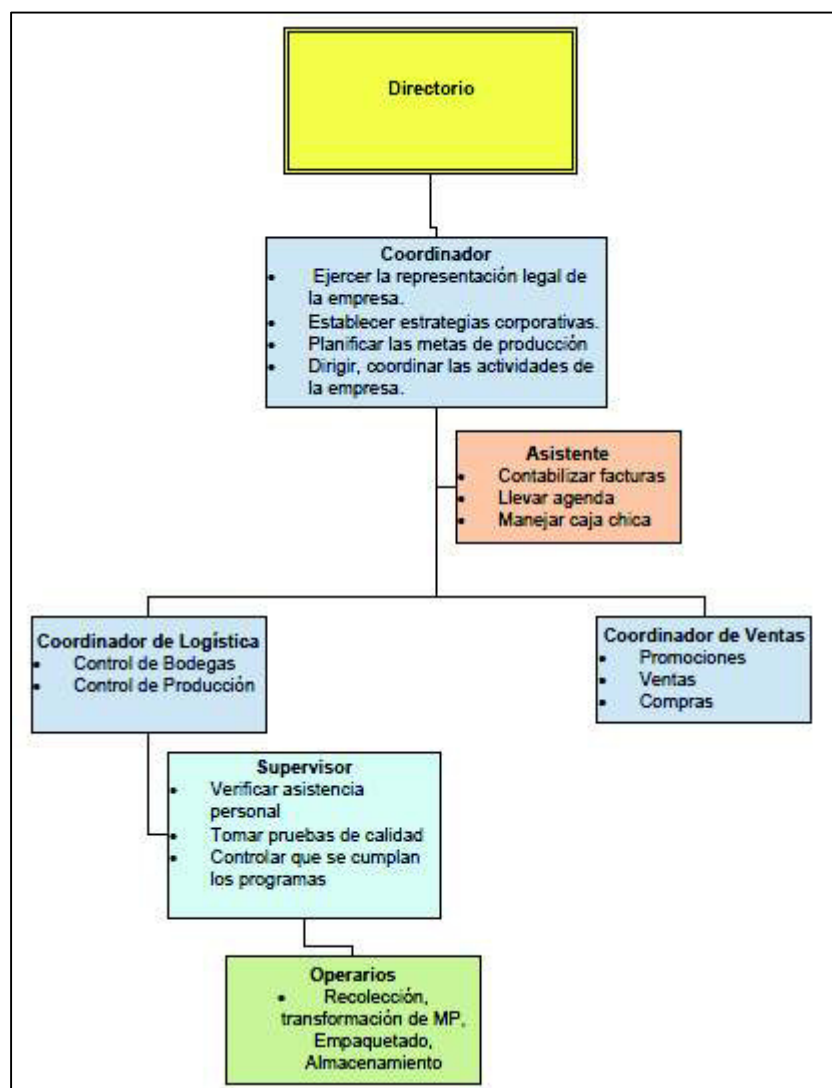 Directorio
Coordinador
• Ejercer la representación legal de
la empresa.
• Establecer estrategias corporativas.
• Planificar las metas de producción
• Dirigir, coordinar las actividades de
la empresa.
Asistente
• Contabilizar facturas
• Llevar agenda
• Manejar caja chica
Coordinador de Logística
• Control de Bodegas
• Control de Producción
Coordinador de Ventas
• Promociones
• Ventas
• Compras
Supervisor
• Verificar asistencia
personal
• Tomar pruebas de calidad
• Controlar que se cumplan
los programas
Operarios
• Recolección,
transformación de MP,
Empaquetado,
Almacenamiento